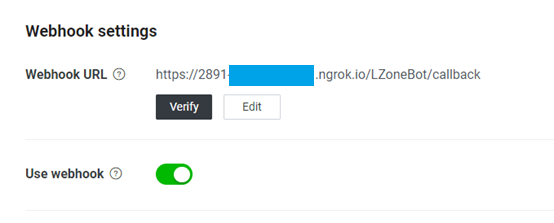 Webhook settings
Webhook URL ? https://2891- .ngrok.io/LZoneBot/callback
Verify Edit
Use webhook ?